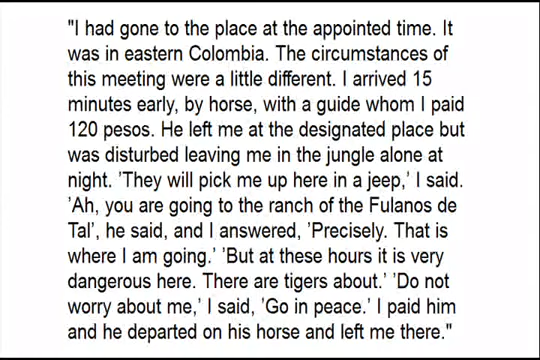 "I had gone to the place at the appointed time. It
was in eastern Colombia. The circumstances of
this meeting were a little different. I arrived 15
minutes early, by horse, with a guide whom I paid
120 pesos. He left me at the designated place but
was disturbed leaving me in the jungle alone at
night. 'They will pick me up here in a jeep,' I said.
'Ah, you are going to the ranch of the Fulanos de
Tal', he said, and I answered, 'Precisely. That is
where I am going.' 'But at these hours it is very
dangerous here. There are tigers about.' 'Do not
worry about me,' I said, 'Go in peace.' I paid him
and he departed on his horse and left me there."